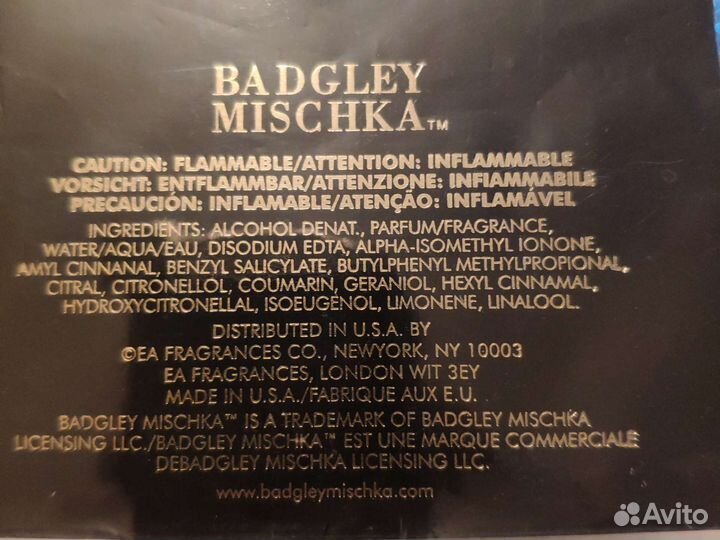 BADGLEY
MISCHKA™
CAUTION: FLAMMABLE/ATTENTION: INFLAMMABLE
VORSICHT: ENTFLAMMBAR/ATTENZIONE: INFIAMMABILE
PRECAUCIÓN: INFLAMABLE/ATENÇÃO: INFLAMÁVEL
INGREDIENTS: ALCOHOL DENAT., PARFUM/FRAGRANCE,
WATER/AQUA/EAU, DISODIUM EDTA, ALPHA-ISOMETHYL IONONE,
AMYL CINNANAL, BENZYL SALICYLATE, BUTYLPHENYL METHYLPROPIONAL,
CITRAL, CITRONELLOL, COUMARIN, GERANIOL, HEXYL CINNAMAL,
HYDROXYCITRONELLAL, ISOEUGENOL, LIMONENE, LINALOOL.
DISTRIBUTED IN U.S.A. BY
©EA FRAGRANCES CO., NEWYORK, NY 10003
EA FRAGRANCES, LONDON WIT 3EY
MADE IN U.S.A./FABRIQUE AUX E.U.
BADGLEY MISCHKA™ IS A TRADEMARK OF BADGLEY MISCHKA
LICENSING LLC./BADGLEY MISCHKA™ EST UNE MARQUE COMMERCIALE
DEBADGLEY MISCHKA LICENSING LLC.
www.badgleymischka.com
Avito